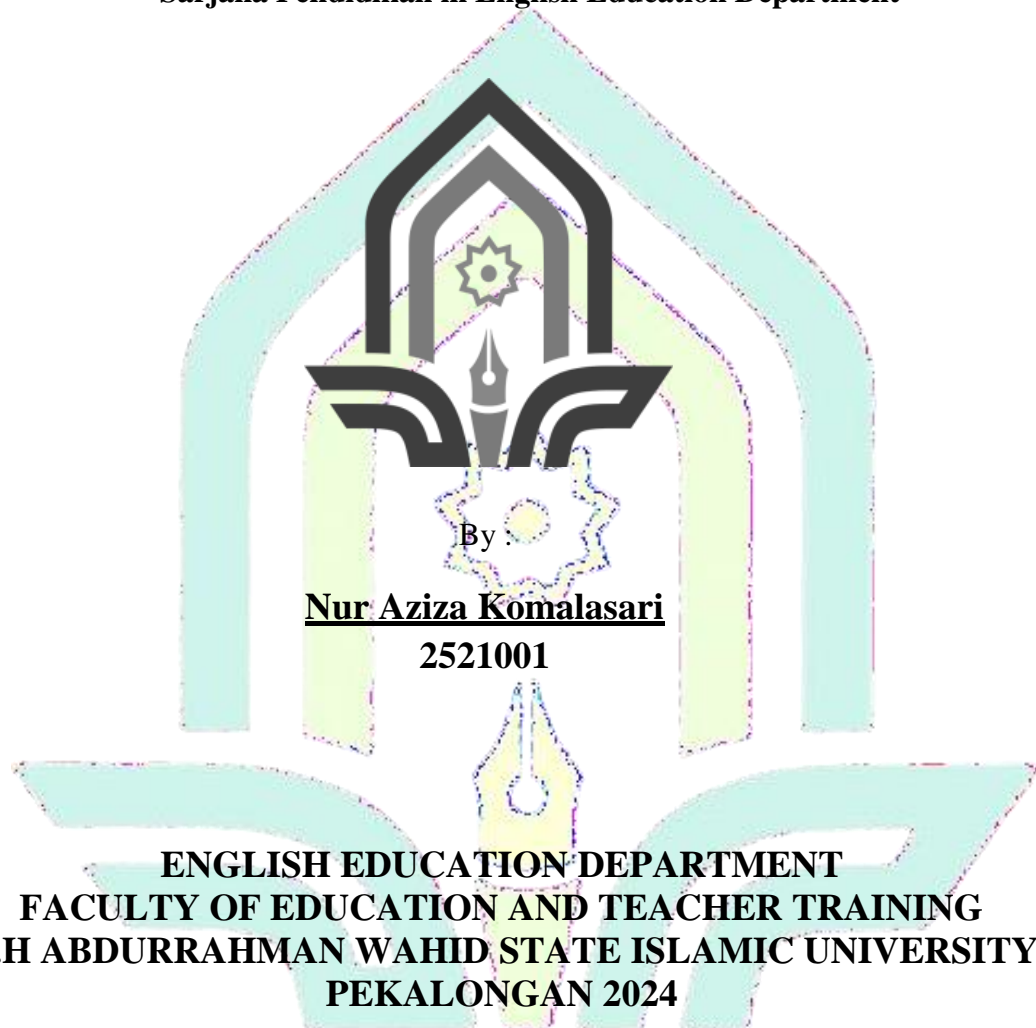 Sarjana Pendidikan in English Education Department
By :
Nur Aziza Komalasari
2521001
ENGLISH EDUCATION DEPARTMENT
FACULTY OF EDUCATION AND TEACHER TRAINING
.H ABDURRAHMAN WAHID STATE ISLAMIC UNIVERSITY
PEKALONGAN 2024